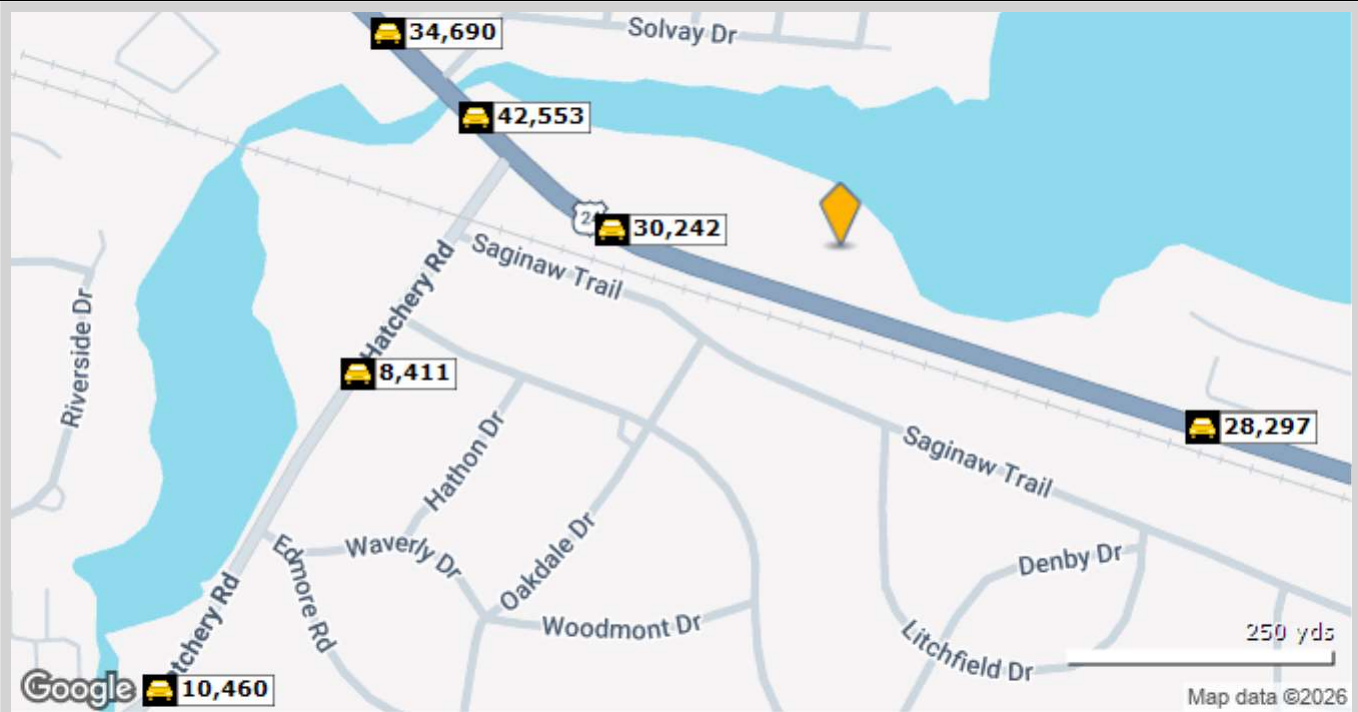 34,690
Solvay Dr
42,553
24
30,242
Saginaw Trail
Hatchery Rd
Riverside Dr
8,411
28,297
Hathon Dr
Saginaw Trail
Edmore Rd
Waverly Dr
Oakdale Dr
Denby Dr
Woodmont Dr
Litchfield Dr
250 yds
atchery Rd
Google
10,460
Map data ©2026